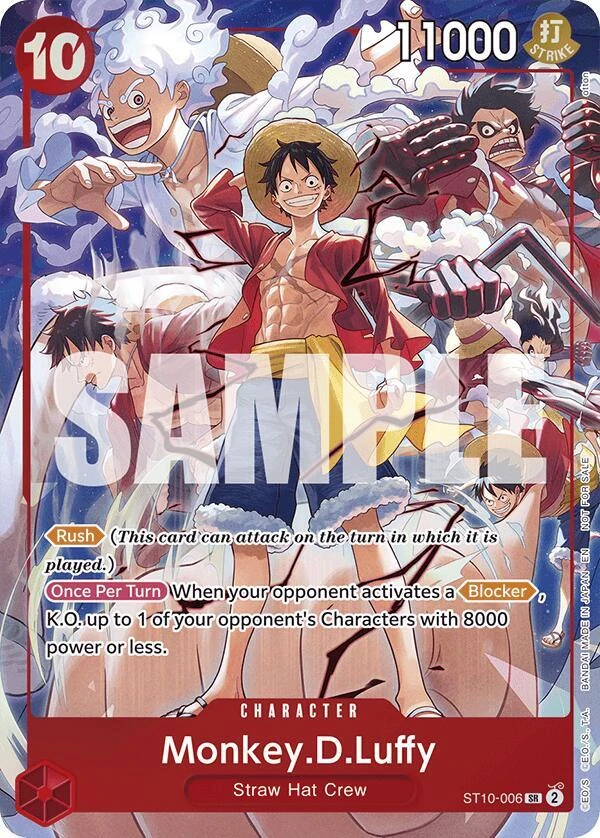 10
11000
打
STRIKE
otton
SAMPLE
Rush (This card can attack on the turn in which it is
played.)
Once Per Turn When your opponent activates a Blocker,
K.O. up to 1 of your opponent's Characters with 8000
power or less.
CHARACTER
Monkey.D.Luffy
Straw Hat Crew
ST10-006 SR 2
©E.O/S ©E.O./S.,T.A. BANDAI MADE IN JAPAN EN NOT FOR SALE